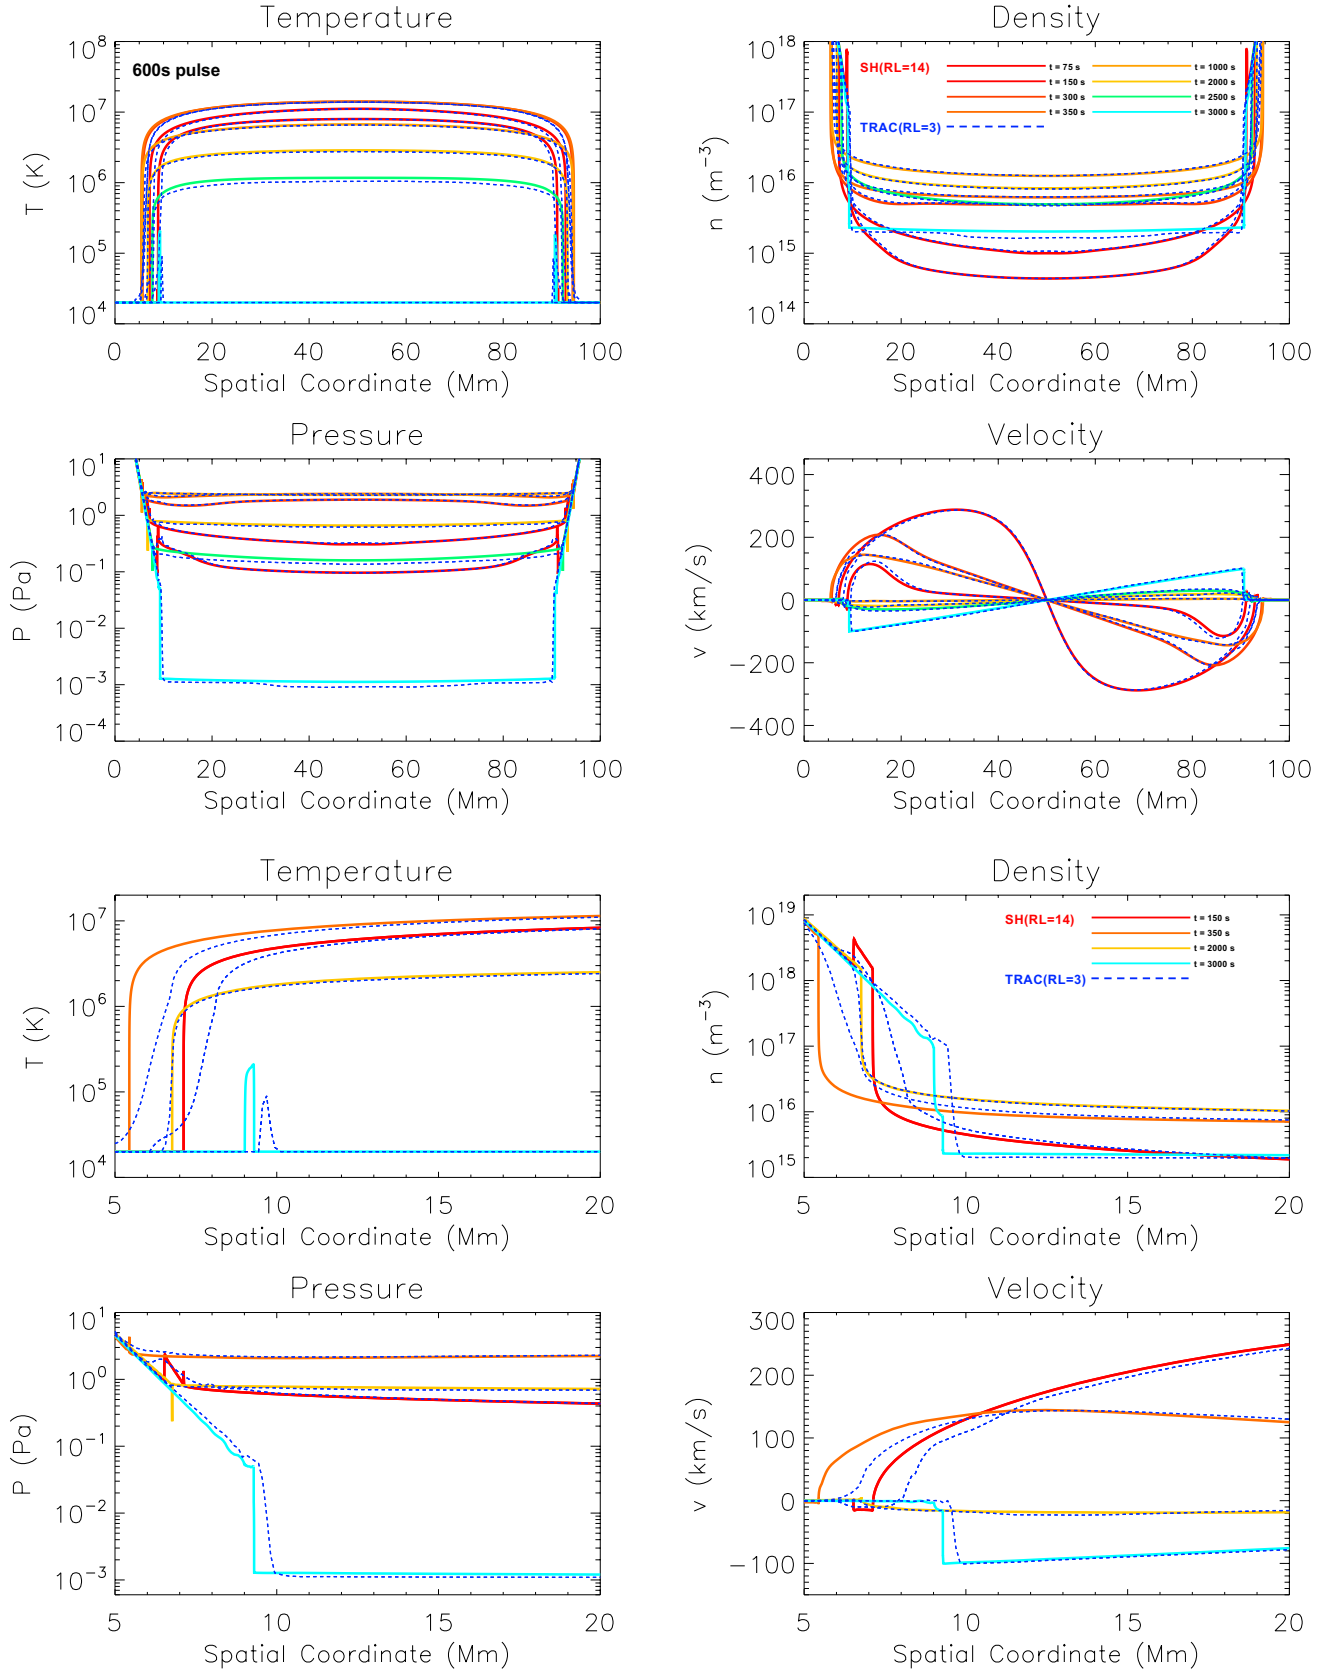 Temperature
T (K)
10^8
10^7
10^6
10^5
10^4
600s pulse
0 20 40 60 80 100
Spatial Coordinate (Mm)
Density
n (m^-3)
10^18
10^17
10^16
10^15
10^14
SH(RL=14)
t = 75 s
t = 150 s
t = 300 s
t = 350 s
t = 1000 s
t = 2000 s
t = 2500 s
t = 3000 s
TRAC(RL=3)
0 20 40 60 80 100
Spatial Coordinate (Mm)
Pressure
P (Pa)
10^1
10^0
10^-1
10^-2
10^-3
10^-4
0 20 40 60 80 100
Spatial Coordinate (Mm)
Velocity
v (km/s)
400
200
0
-200
-400
0 20 40 60 80 100
Spatial Coordinate (Mm)
Temperature
T (K)
10^7
10^6
10^5
10^4
5 10 15 20
Spatial Coordinate (Mm)
Density
n (m^-3)
10^19
10^18
10^17
10^16
10^15
SH(RL=14)
t = 150 s
t = 350 s
t = 2000 s
t = 3000 s
TRAC(RL=3)
5 10 15 20
Spatial Coordinate (Mm)
Pressure
P (Pa)
10^1
10^0
10^-1
10^-2
10^-3
5 10 15 20
Spatial Coordinate (Mm)
Velocity
v (km/s)
300
200
100
0
-100
5 10 15 20
Spatial Coordinate (Mm)